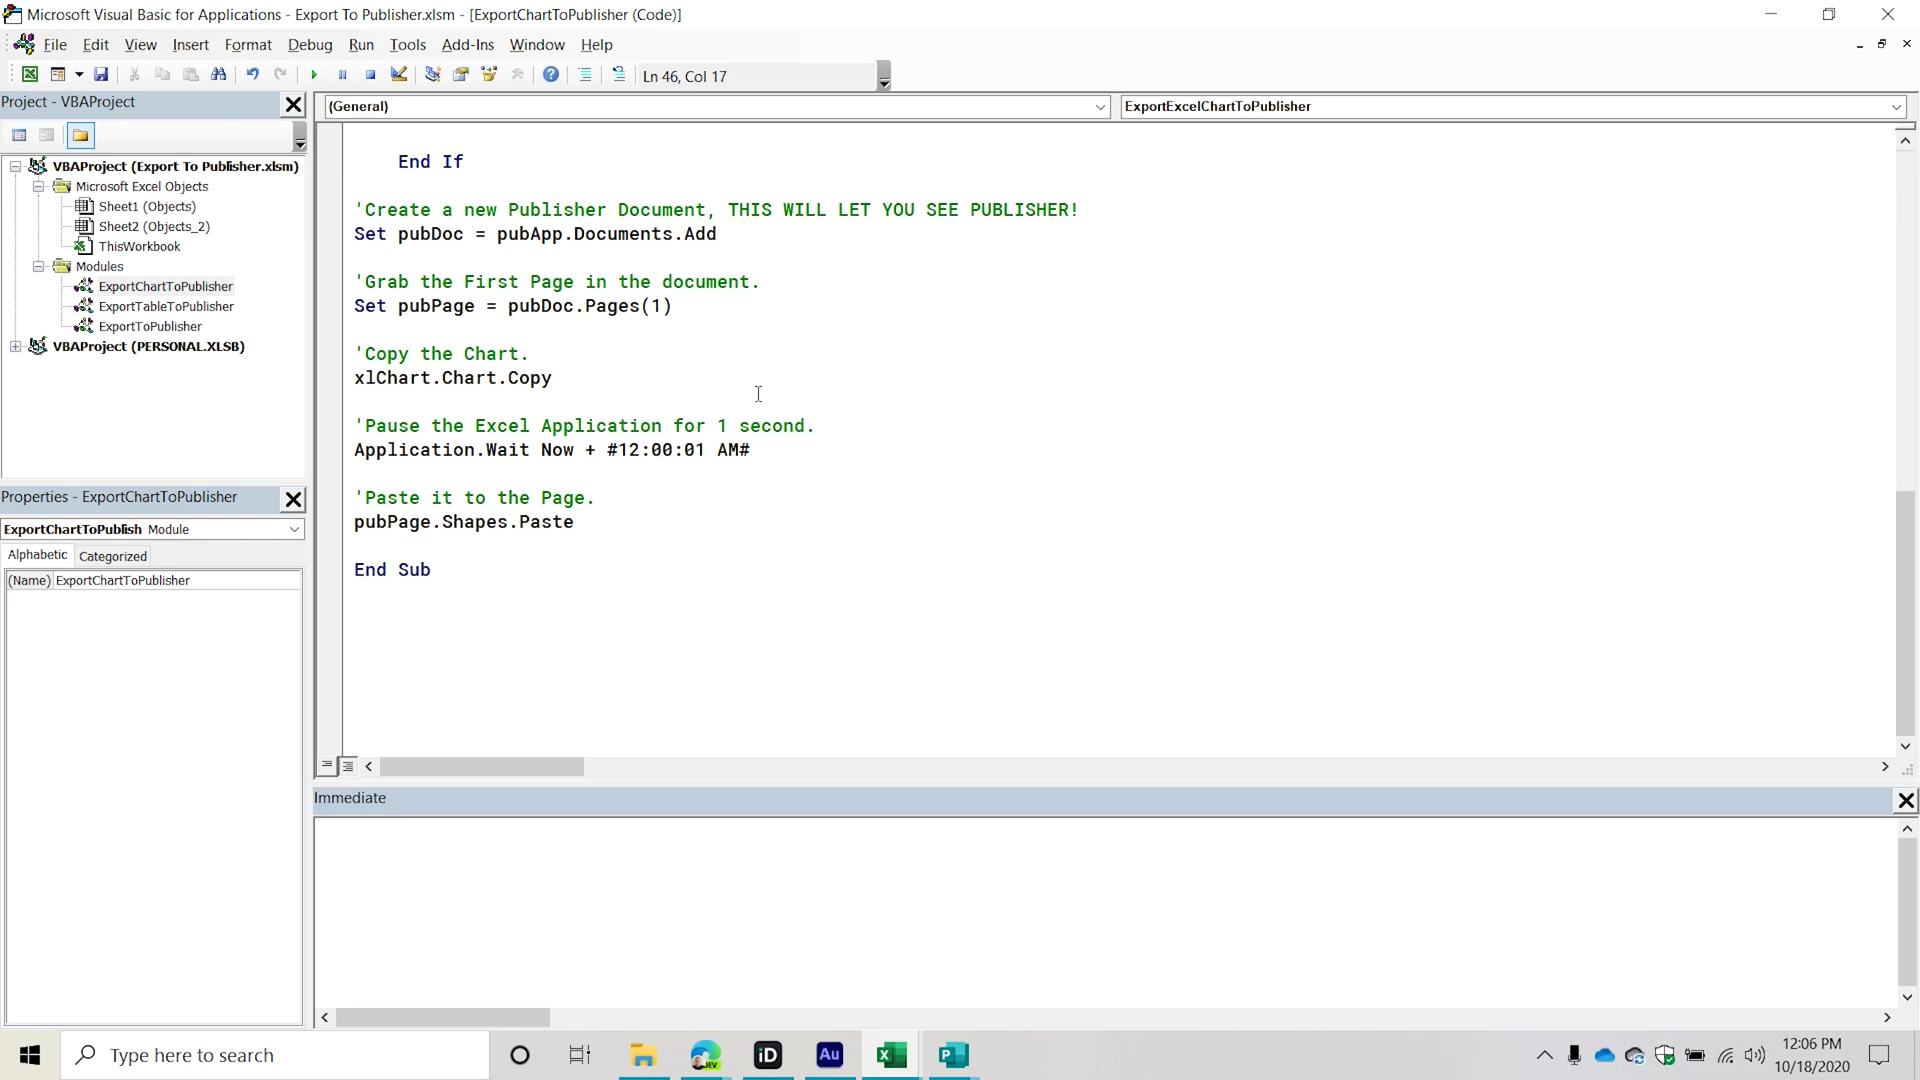 Microsoft Visual Basic for Applications - Export To Publisher.xlsm - [ExportChartToPublisher (Code)]
File Edit View Insert Format Debug Run Tools Add-Ins Window Help
Ln 46, Col 17
Project - VBAProject
(General)
ExportExcelChartToPublisher
VBAProject (Export To Publisher.xlsm)
Microsoft Excel Objects
Sheet1 (Objects)
Sheet2 (Objects_2)
ThisWorkbook
Modules
ExportChartToPublisher
ExportTableToPublisher
ExportToPublisher
VBAProject (PERSONAL.XLSB)
Properties - ExportChartToPublisher
ExportChartToPublish Module
Alphabetic Categorized
(Name) ExportChartToPublisher
End If
'Create a new Publisher Document, THIS WILL LET YOU SEE PUBLISHER!
Set pubDoc = pubApp.Documents.Add
'Grab the First Page in the document.
Set pubPage = pubDoc.Pages(1)
'Copy the Chart.
xlChart.Chart.Copy
'Pause the Excel Application for 1 second.
Application.Wait Now + #12:00:01 AM#
'Paste it to the Page.
pubPage.Shapes.Paste
End Sub
Immediate
Type here to search
DEV
iD
Au
12:06 PM
10/18/2020